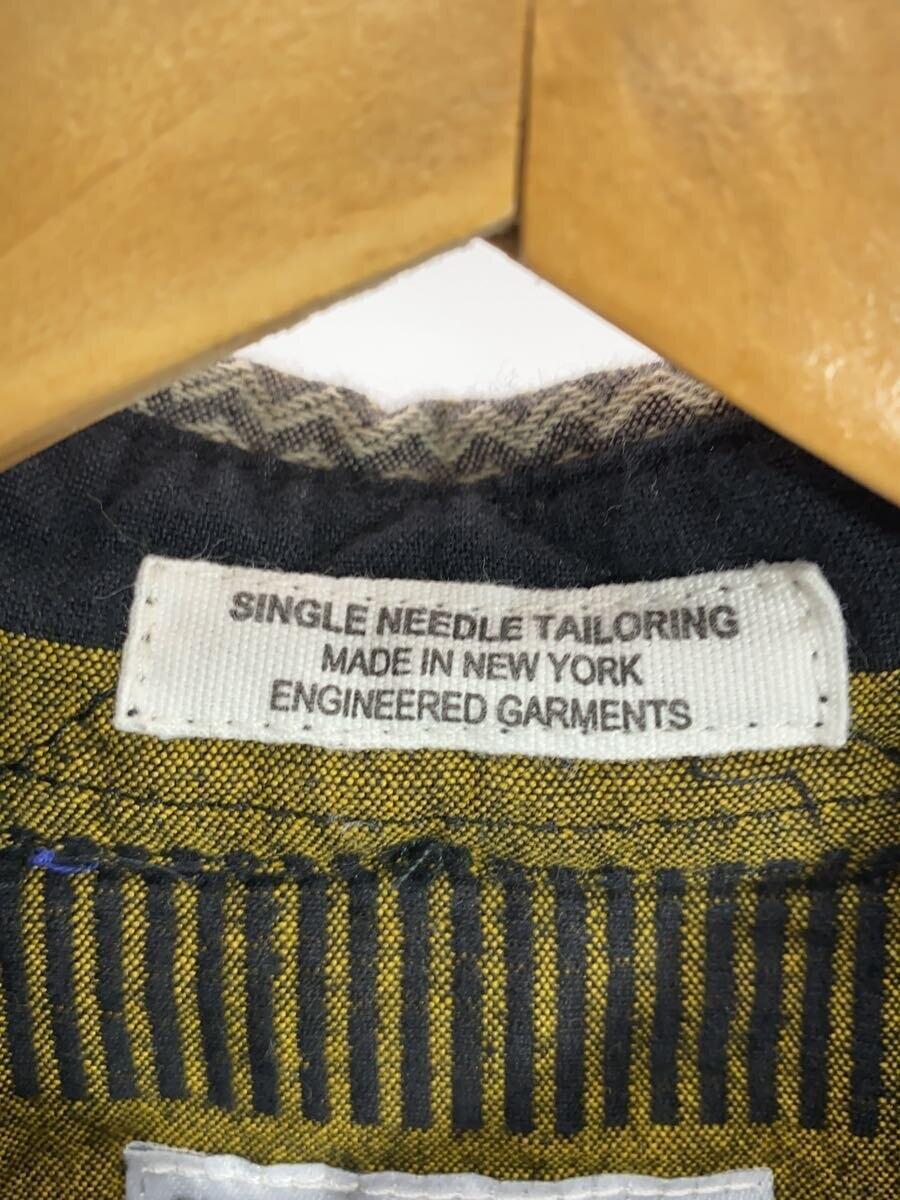 SINGLE NEEDLE TAILORING
MADE IN NEW YORK
ENGINEERED GARMENTS